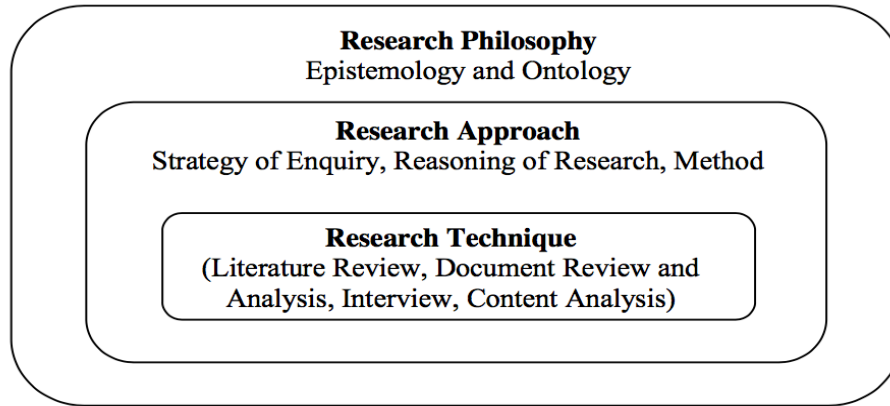 Research Philosophy
Epistemology and Ontology
Research Approach
Strategy of Enquiry, Reasoning of Research, Method
Research Technique
(Literature Review, Document Review and
Analysis, Interview, Content Analysis)